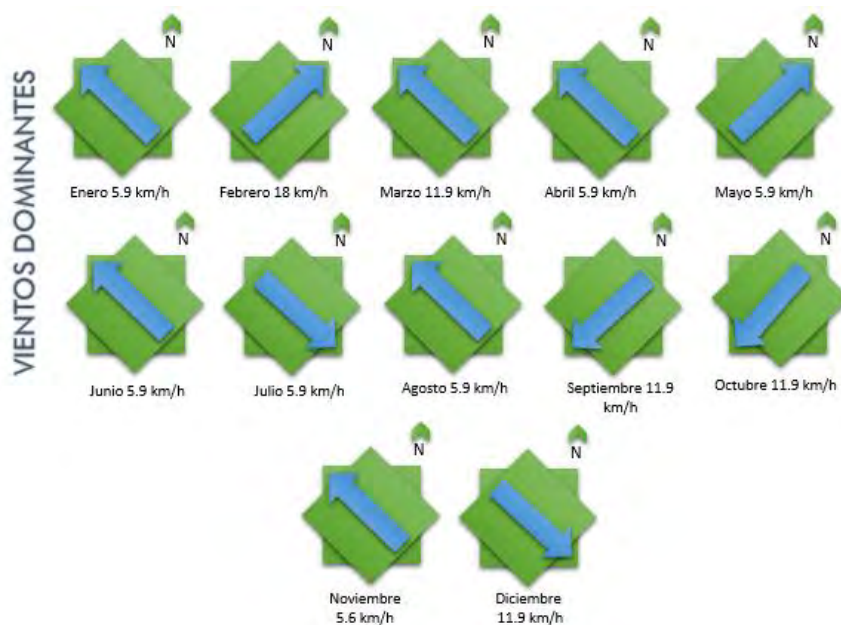 VIENTOS DOMINANTES
N
N
N
N
N
Enero 5.9 km/h
Febrero 18 km/h
Marzo 11.9 km/h
Abril 5.9 km/h
Mayo 5.9 km/h
N
N
N
N
N
Junio 5.9 km/h
Julio 5.9 km/h
Agosto 5.9 km/h
Septiembre 11.9
km/h
Octubre 11.9 km/h
N
N
Noviembre
5.6 km/h
Diciembre
11.9 km/h